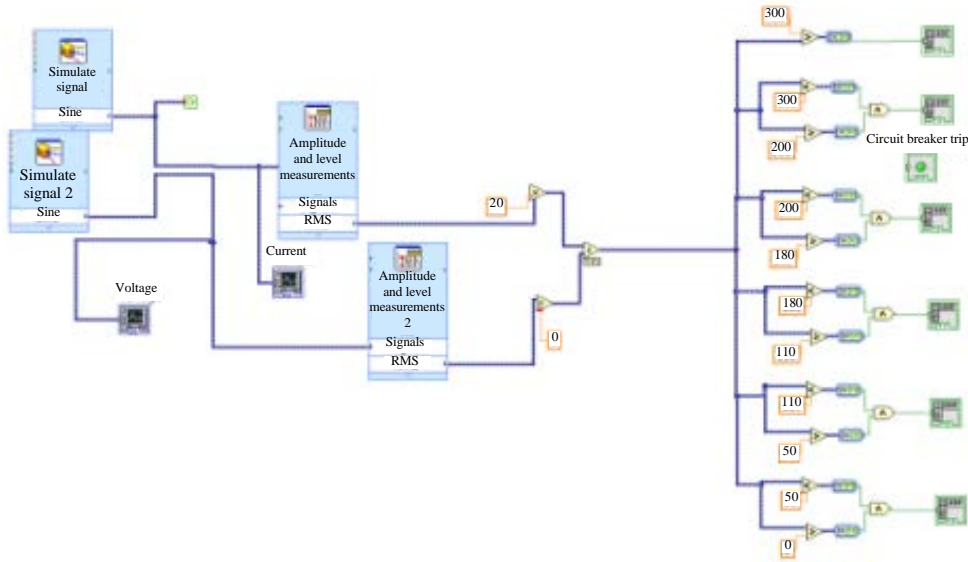 Simulate
signal
Sine
Simulate
signal 2
Sine
Voltage
Current
Amplitude
and level
measurements
Signals
RMS
Amplitude
and level
measurements
2
Signals
RMS
20
0
300
300
200
Circuit breaker trip
200
180
180
110
110
50
50
0